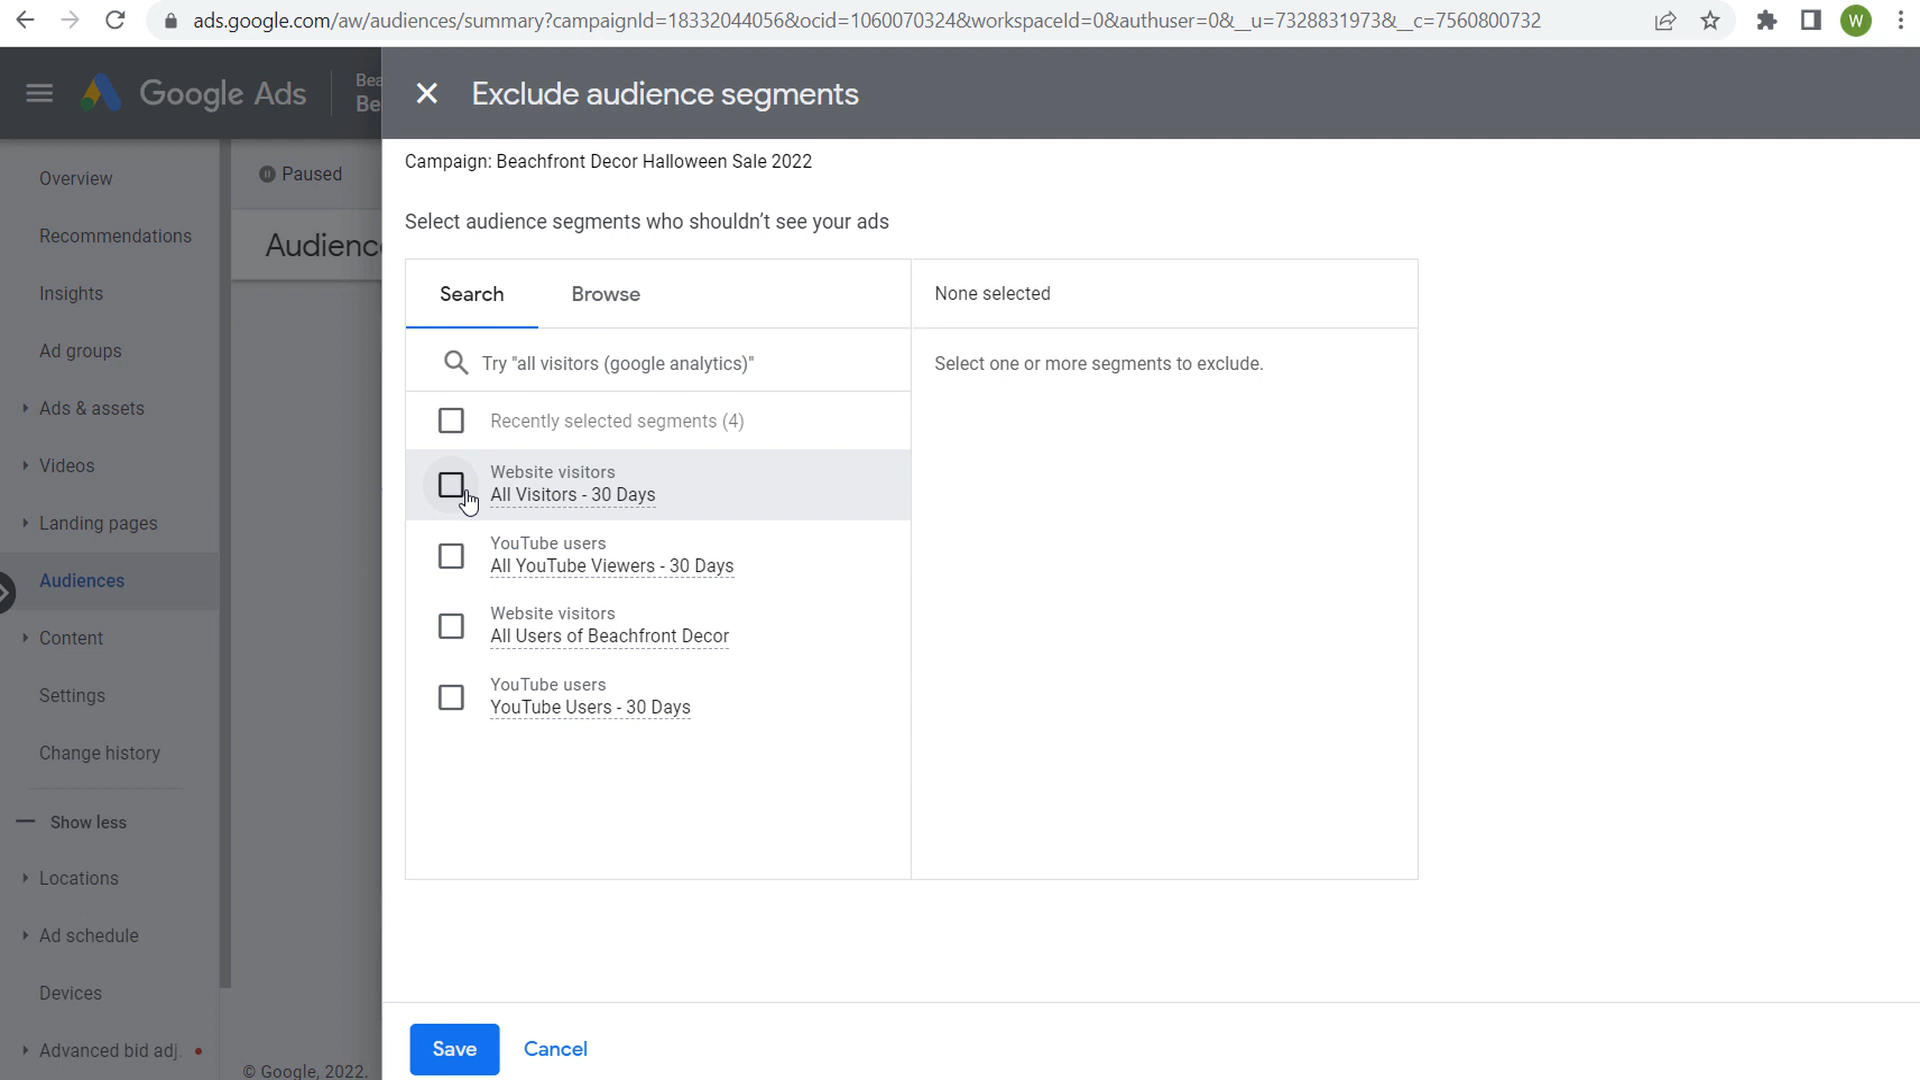 ads.google.com/aw/audiences/summary?campaignId=18332044056&ocid=1060070324&workspaceId=0&authuser=0&__u=7328831973&__c=7560800732
W
Google Ads
Bea
Be
Exclude audience segments
Overview
Recommendations
Insights
Ad groups
Ads & assets
Videos
Landing pages
Audiences
Content
Settings
Change history
Show less
Locations
Ad schedule
Devices
Advanced bid adj.
Paused
Audienc
© Google, 2022.
Campaign: Beachfront Decor Halloween Sale 2022
Select audience segments who shouldn’t see your ads
Search
Browse
None selected
Try "all visitors (google analytics)"
Select one or more segments to exclude.
Recently selected segments (4)
Website visitors
All Visitors - 30 Days
YouTube users
All YouTube Viewers - 30 Days
Website visitors
All Users of Beachfront Decor
YouTube users
YouTube Users - 30 Days
Save
Cancel